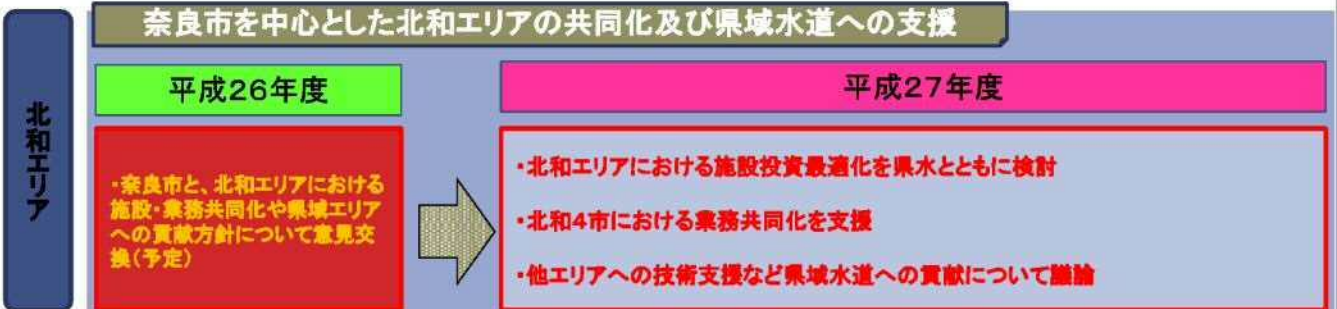 奈良市を中心とした北和エリアの共同化及び県域水道への支援
北和エリア
平成26年度
平成27年度
・奈良市と、北和エリアにおける
施設・業務共同化や県域エリア
への貢献方針について意見交
換(予定)
・北和エリアにおける施設投資最適化を県水とともに検討
・北和4市における業務共同化を支援
・他エリアへの技術支援など県域水道への貢献について議論